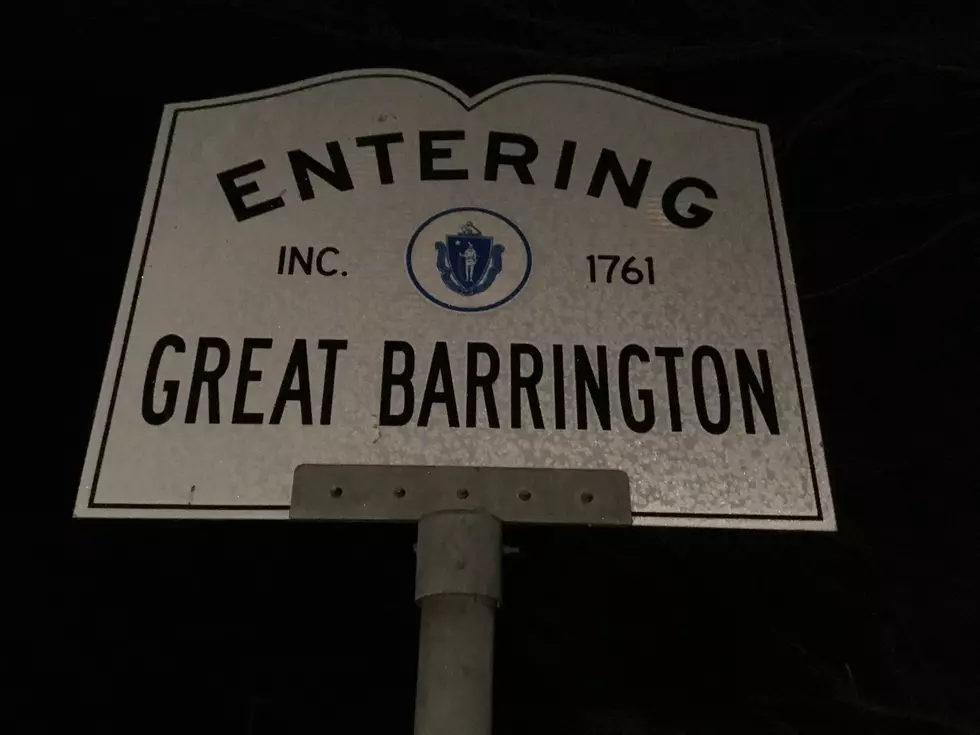 ENTERING
INC. 1761
GREAT BARRINGTON